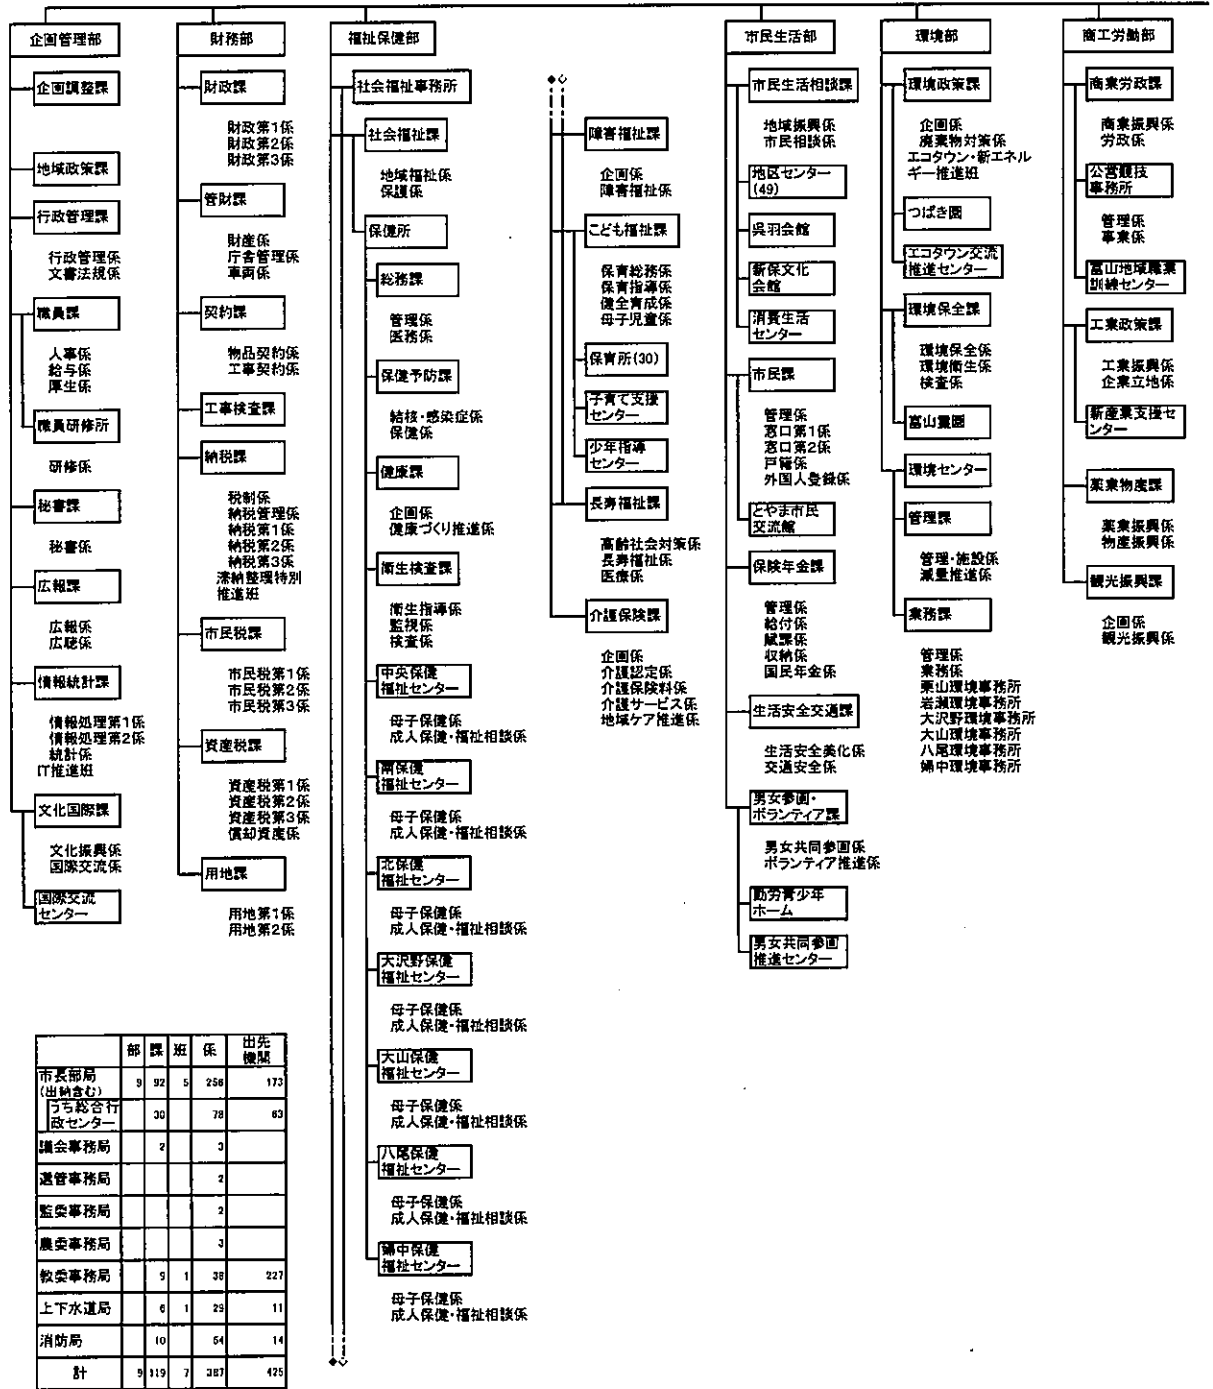 企画管理部
企画調整課
地域政策課
行政管理課
行政管理係
文書法規係
職員課
人事係
給与係
厚生係
職員研修所
研修係
秘書課
秘書係
広報課
広報係
広聴係
情報統計課
情報処理第1係
情報処理第2係
統計係
IT推進班
文化国際課
文化振興係
国際交流係
国際交流
センター
財務部
財政課
財政第1係
財政第2係
財政第3係
管財課
財産係
庁舎管理係
車両係
契約課
物品契約係
工事契約係
工事検査課
納税課
税制係
納税管理係
納税第1係
納税第2係
納税第3係
滞納整理特別
推進班
市民税課
市民税第1係
市民税第2係
市民税第3係
資産税課
資産税第1係
資産税第2係
資産税第3係
償却資産係
用地課
用地第1係
用地第2係
福祉保健部
社会福祉事務所
社会福祉課
地域福祉係
保護係
保健所
総務課
管理係
医務係
保健予防課
結核・感染症係
保健係
健康課
企画係
健康づくり推進係
衛生検査課
衛生指導係
監視係
検査係
中央保健
福祉センター
母子保健係
成人保健・福祉相談係
南保健
福祉センター
母子保健係
成人保健・福祉相談係
北保健
福祉センター
母子保健係
成人保健・福祉相談係
大沢野保健
福祉センター
母子保健係
成人保健・福祉相談係
大山保健
福祉センター
母子保健係
成人保健・福祉相談係
八尾保健
福祉センター
母子保健係
成人保健・福祉相談係
婦中保健
福祉センター
母子保健係
成人保健・福祉相談係
障害福祉課
企画係
障害福祉係
こども福祉課
保育総務係
保育指導係
健全育成係
母子児童係
保育所(30)
子育て支援
センター
少年指導
センター
長寿福祉課
高齢社会対策係
長寿福祉係
医療係
介護保険課
企画係
介護認定係
介護保険料係
介護サービス係
地域ケア推進係
市民生活部
市民生活相談課
地域振興係
市民相談係
地区センター
(49)
呉羽会館
新保文化
会館
消費生活
センター
市民課
管理係
窓口第1係
窓口第2係
戸籍係
外国人登録係
とやま市民
交流館
保険年金課
管理係
給付係
賦課係
収納係
国民年金係
生活安全交通課
生活安全美化係
交通安全係
男女参画・
ボランティア課
男女共同参画係
ボランティア推進係
勤労青少年
ホーム
男女共同参画
推進センター
環境部
環境政策課
企画係
廃棄物対策係
エコタウン・新エネル
ギー推進班
つばき園
エコタウン交流
推進センター
環境保全課
環境保全係
環境衛生係
検査係
富山霊園
環境センター
管理課
管理・施設係
減量推進係
業務課
管理係
業務係
栗山環境事務所
岩瀬環境事務所
大沢野環境事務所
大山環境事務所
八尾環境事務所
婦中環境事務所
商工労働部
商業労政課
商業振興係
労政係
公営競技
事務所
管理係
事業係
富山地域職業
訓練センター
工業政策課
工業振興係
企業立地係
新産業支援セ
ンター
薬業物産課
薬業振興係
物産振興係
観光振興課
企画係
観光振興係
部 課 班 係 出先
機関
市長部局
(出納含む) 9 92 5 256 173
うち総合行
政センター 30 78 63
議会事務局 2 3
選管事務局 2
監委事務局 2
農委事務局 3
教委事務局 9 1 38 227
上下水道局 6 1 29 11
消防局 10 54 14
計 9 119 7 387 425